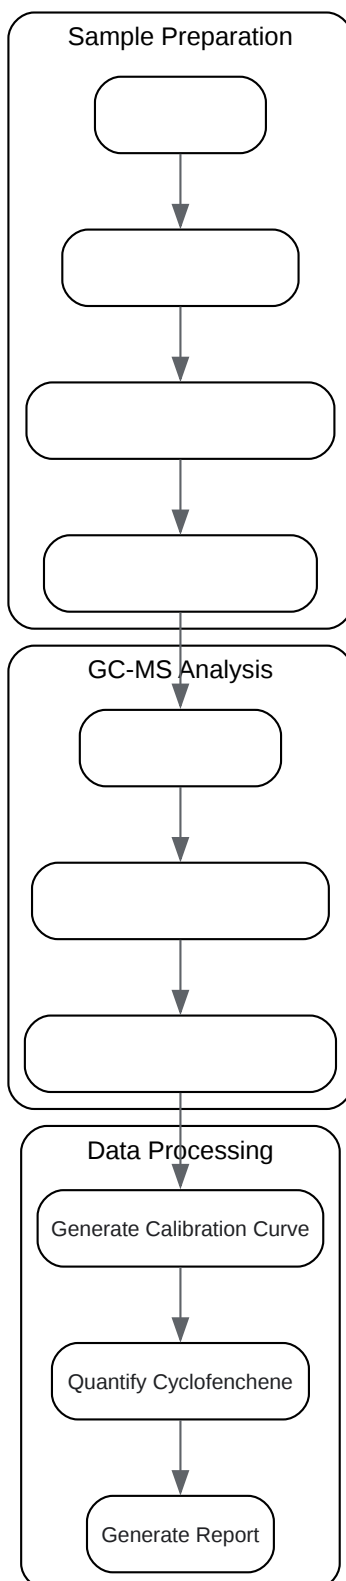 Sample Preparation
GC-MS Analysis
Data Processing
Generate Calibration Curve
Quantify Cyclofenchene
Generate Report